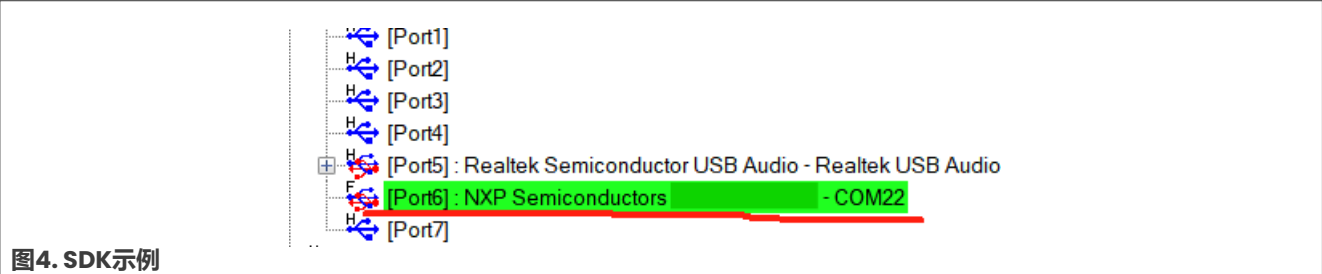 H [Port1]
H [Port2]
H [Port3]
H [Port4]
H [Port5] : Realtek Semiconductor USB Audio - Realtek USB Audio
F [Port6] : NXP Semiconductors - COM22
H [Port7]
图4. SDK示例